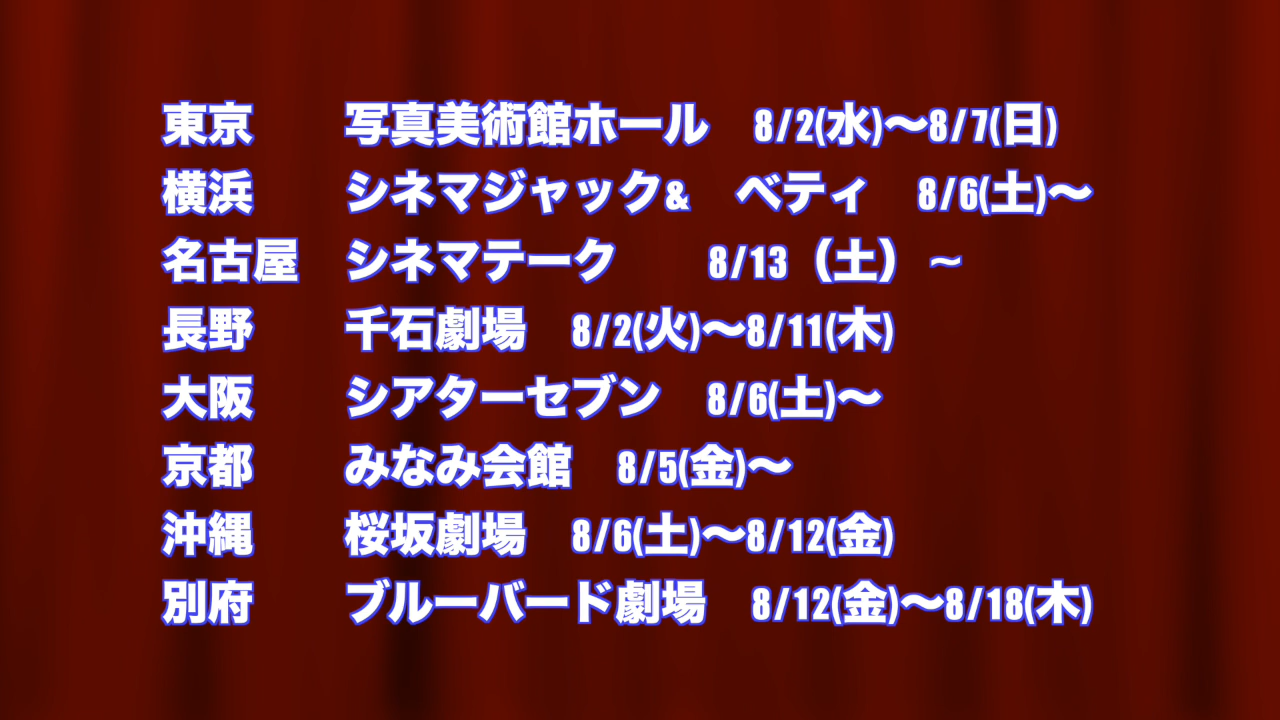 東京　　写真美術館ホール　8/2(水)〜8/7(日)
横浜　　シネマジャック&　ベティ　8/6(土)〜
名古屋　シネマテーク　　8/13（土）~
長野　　千石劇場　8/2(火)〜8/11(木)
大阪　　シアターセブン　8/6(土)〜
京都　　みなみ会館　8/5(金)〜
沖縄　　桜坂劇場　8/6(土)〜8/12(金)
別府　　ブルーバード劇場　8/12(金)〜8/18(木)